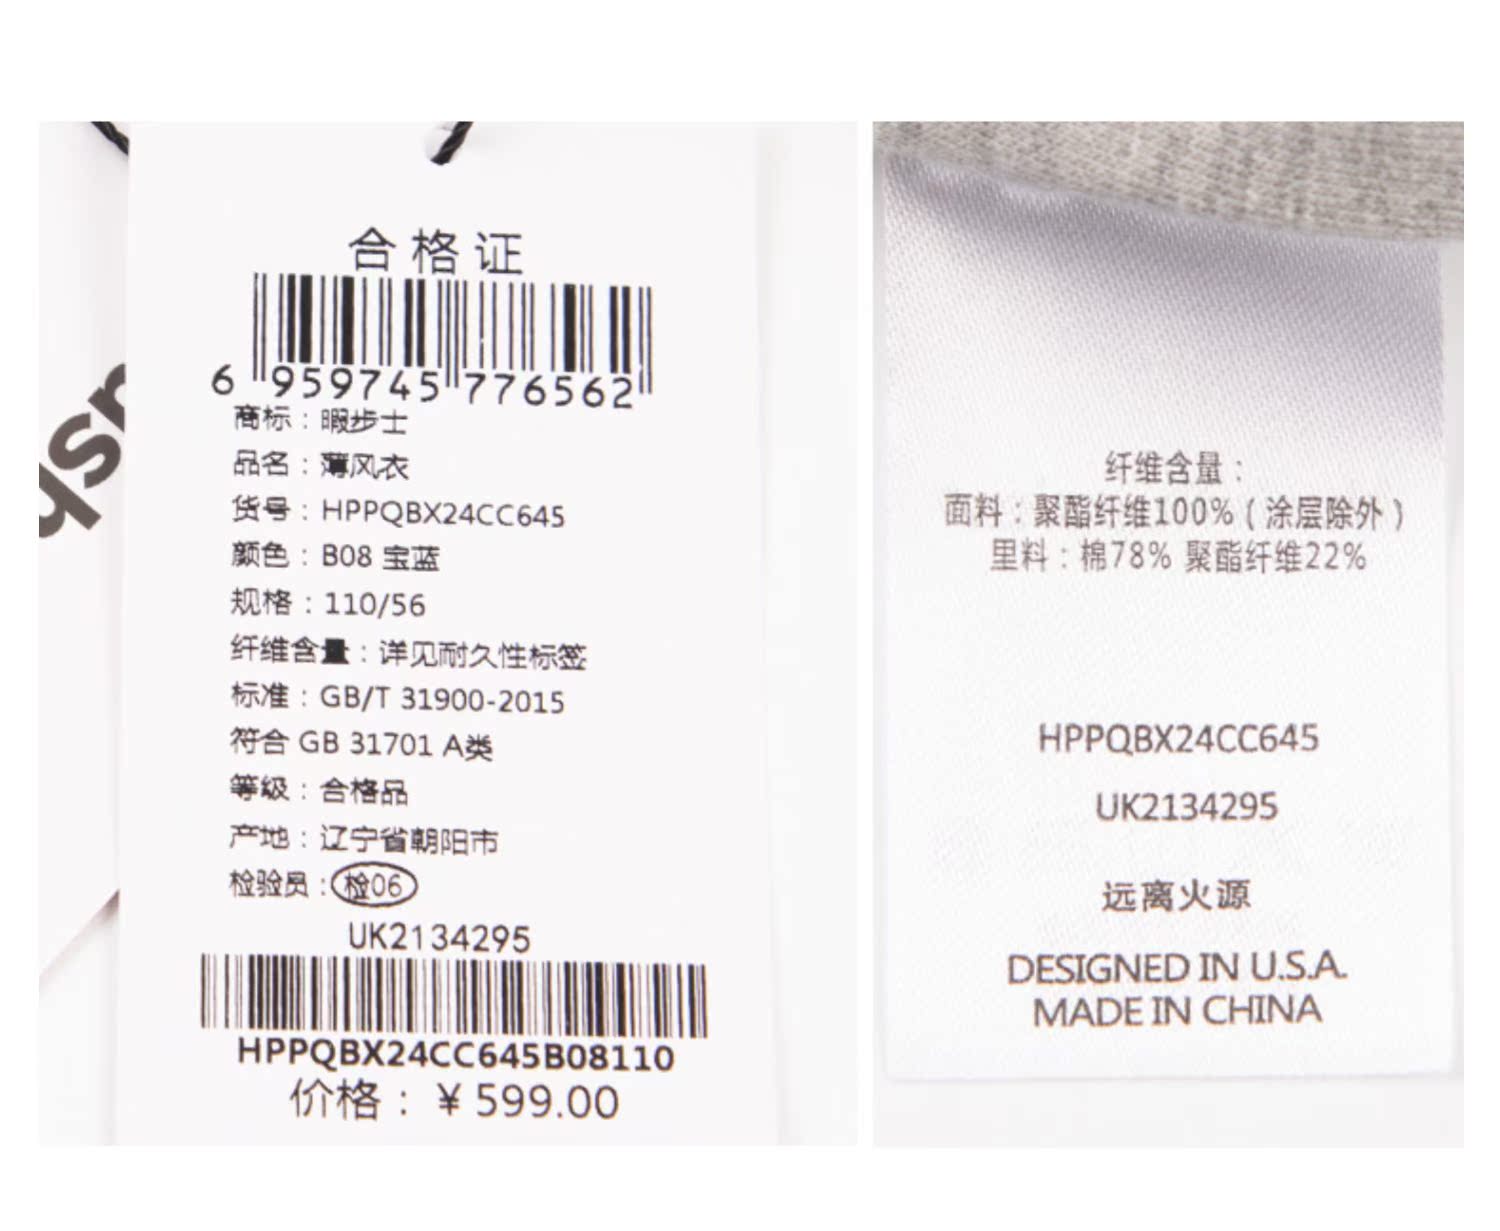 合格证
6 959745 776562
商标：暇步士
品名：薄风衣
货号：HPPQBX24CC645
颜色：B08 宝蓝
规格：110/56
纤维含量：详见耐久性标签
标准：GB/T 31900-2015
符合 GB 31701 A类
等级：合格品
产地：辽宁省朝阳市
检验员：检06
UK2134295
HPPQBX24CC645B08110
价格：￥599.00
纤维含量：
面料：聚酯纤维100%（涂层除外）
里料：棉78% 聚酯纤维22%
HPPQBX24CC645
UK2134295
远离火源
DESIGNED IN U.S.A.
MADE IN CHINA